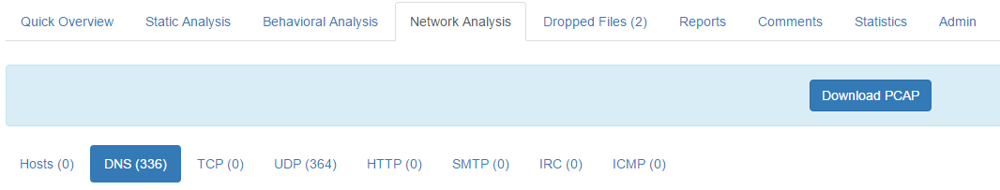 Quick Overview Static Analysis Behavioral Analysis Network Analysis Dropped Files (2) Reports Comments Statistics Admin
Download PCAP
Hosts (0) DNS (336) TCP (0) UDP (364) HTTP (0) SMTP (0) IRC (0) ICMP (0)